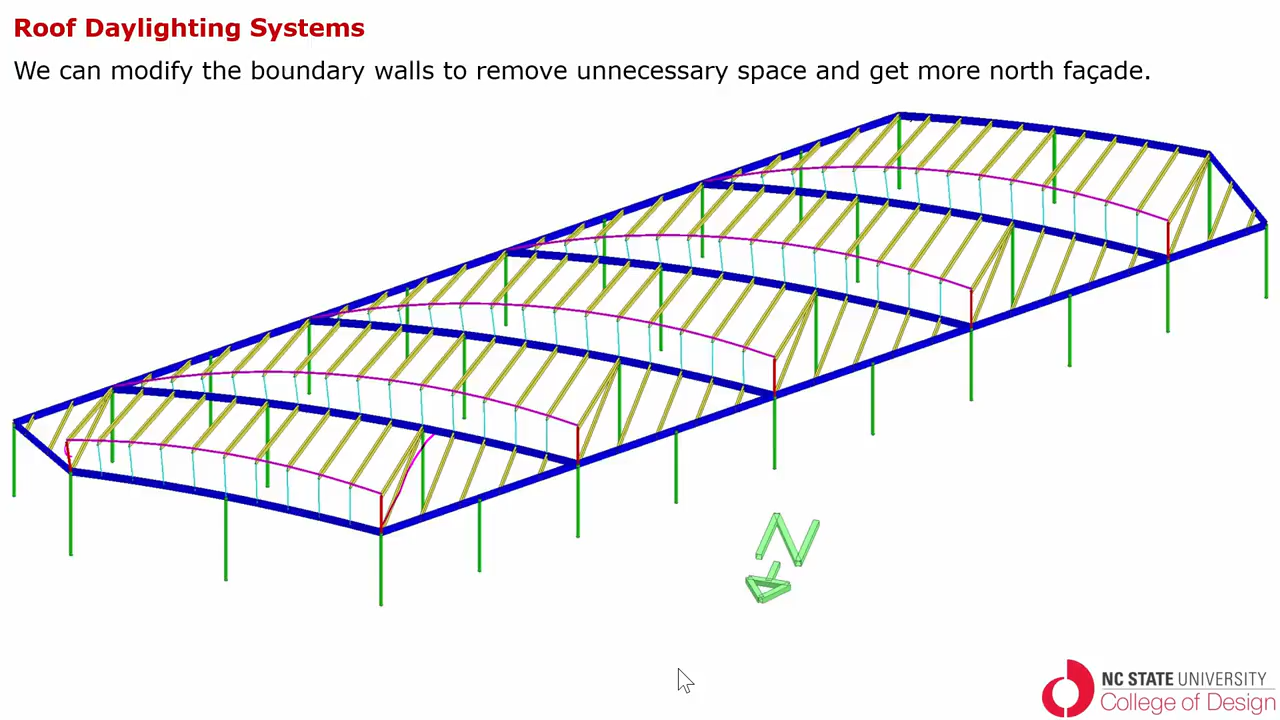 Roof Daylighting Systems
We can modify the boundary walls to remove unnecessary space and get more north façade.
N
NC STATE UNIVERSITY
College of Design